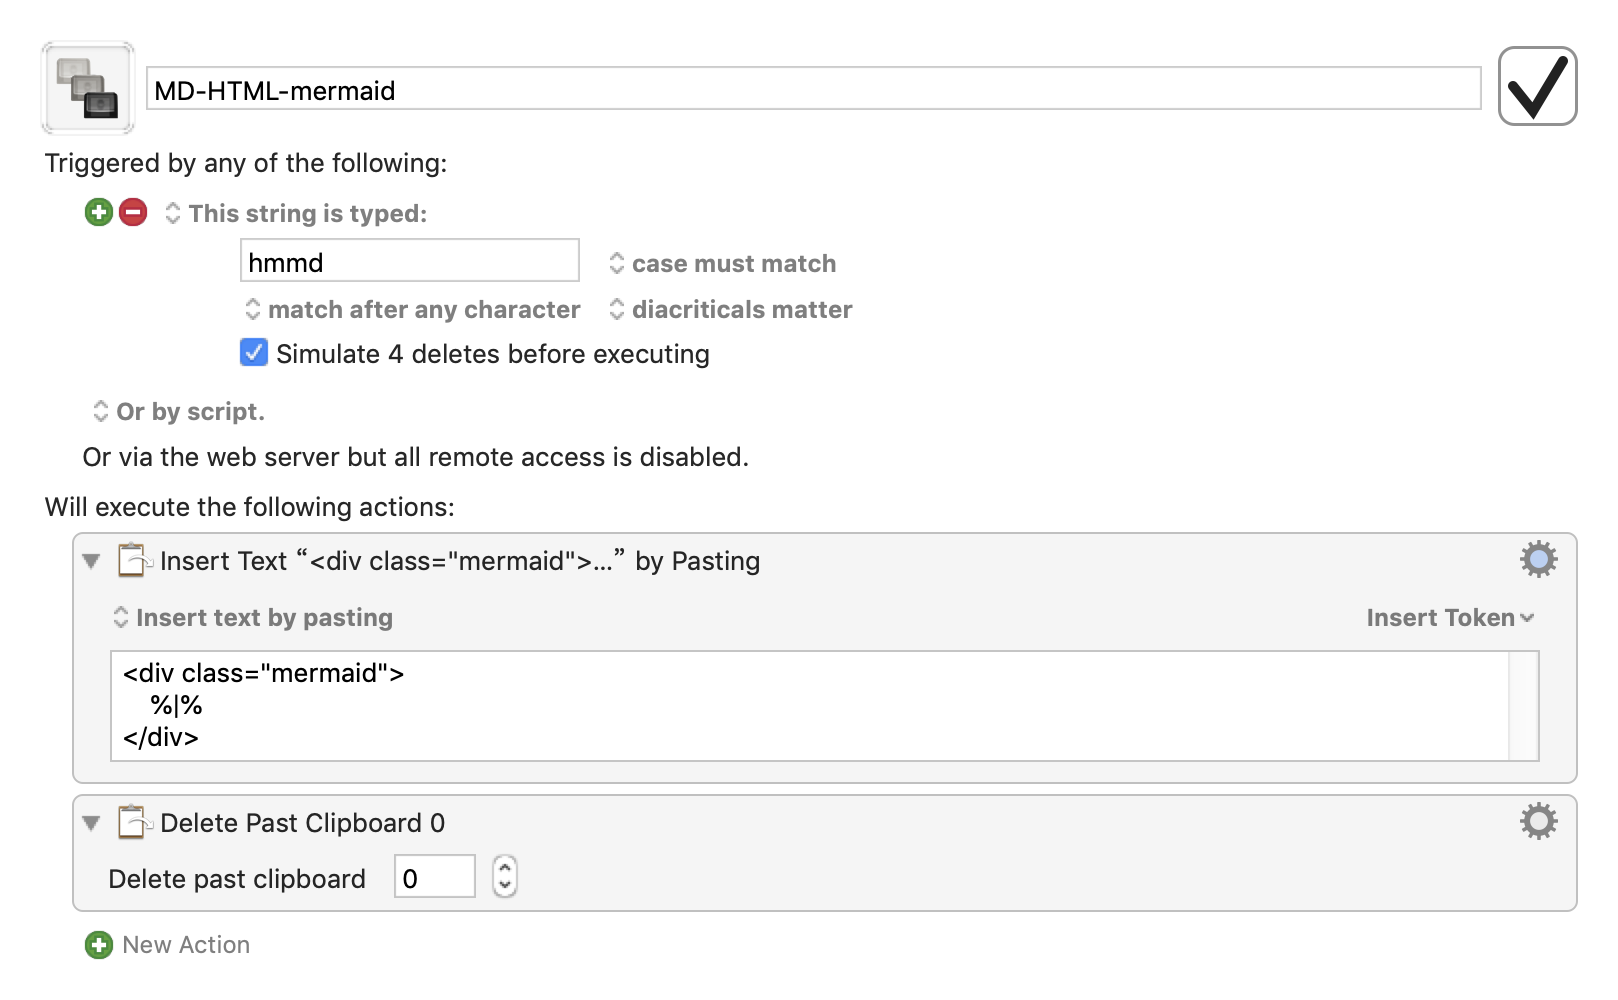 MD-HTML-mermaid
Triggered by any of the following:
This string is typed:
hmmd case must match
match after any character diacriticals matter
Simulate 4 deletes before executing
Or by script.
Or via the web server but all remote access is disabled.
Will execute the following actions:
Insert Text “<div class="mermaid">...” by Pasting
Insert text by pasting Insert Token
<div class="mermaid">
    %|%
</div>
Delete Past Clipboard 0
Delete past clipboard 0
New Action